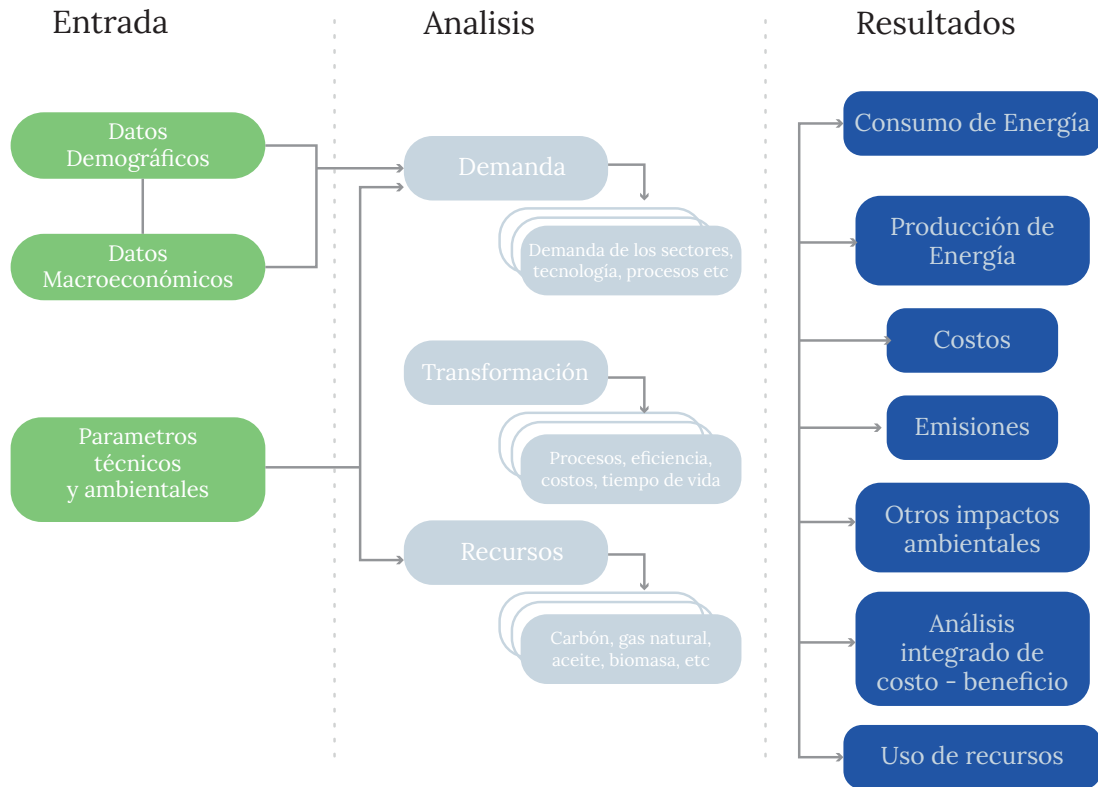 Entrada
Datos
Demográficos
Datos
Macroeconómicos
Parametros
técnicos
y ambientales
Analisis
Demanda
Demanda de los sectores,
tecnología, procesos etc
Transformación
Procesos, eficiencia,
costos, tiempo de vida
Recursos
Carbón, gas natural,
aceite, biomasa, etc
Resultados
Consumo de Energía
Producción de
Energía
Costos
Emisiones
Otros impactos
ambientales
Análisis
integrado de
costo - beneficio
Uso de recursos